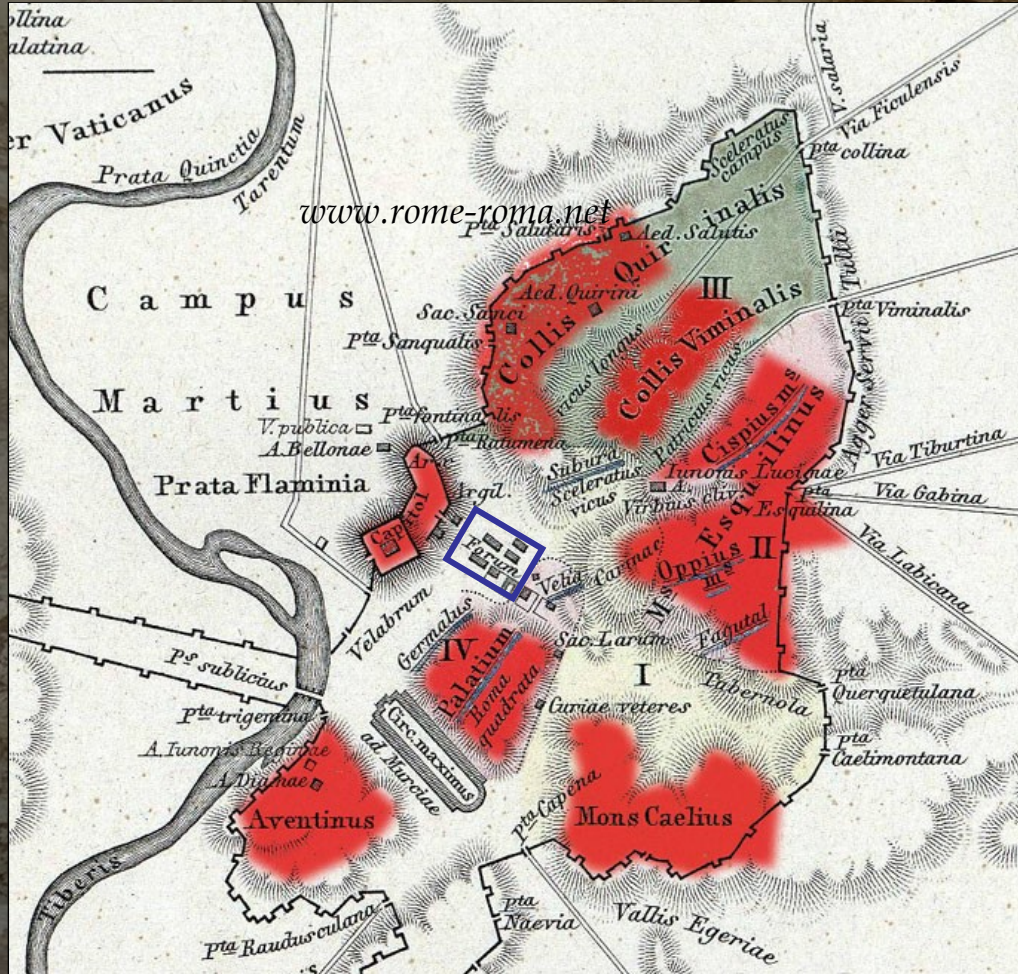 ollina
alatina
er Vaticanus
Prata Quinctia
Tarentum
www.rome-roma.net
V. Salaria
Via Ficulensis
Sceleratus
campus
Pta collina
Pta Salutaris
Aed. Salutis
Collis Quirinalis
Aed. Quirini
III
Sac. Sanci
Pta Sanqualis
Collis Viminalis
Pta Viminalis
Agger Servii Tullii
Campus
Martius
vicus longus
Patricius vicus
Cispius ms
Pta fontinalis
V. publica
A. Bellonae
Pta Ratumena
Prata Flaminia
Arx
Capitol
Argil.
Subura
Sceleratus
vicus
Iunonis Lucinae
A.
Virbius cliv.
Ms Esquilinus
Pta
Esquilina
Via Tiburtina
Via Gabina
Via Labicana
Forum
Velia
Carinae
Oppius
ms
II
Fagutal
Velabrum
Germalus
IV
Palatium
Roma
quadrata
Sac. Larum
I
Tabernola
Curiae veteres
pta
Querquetulana
pta
Caelimontana
Ps sublicius
Pta trigemina
A. Iunonis Reginae
A. Dianae
Aventinus
Circ. maximus
ad Murciae
pta Capena
Mons Caelius
pta
Naevia
Vallis Egeriae
Tiberis
pta Raudusculana